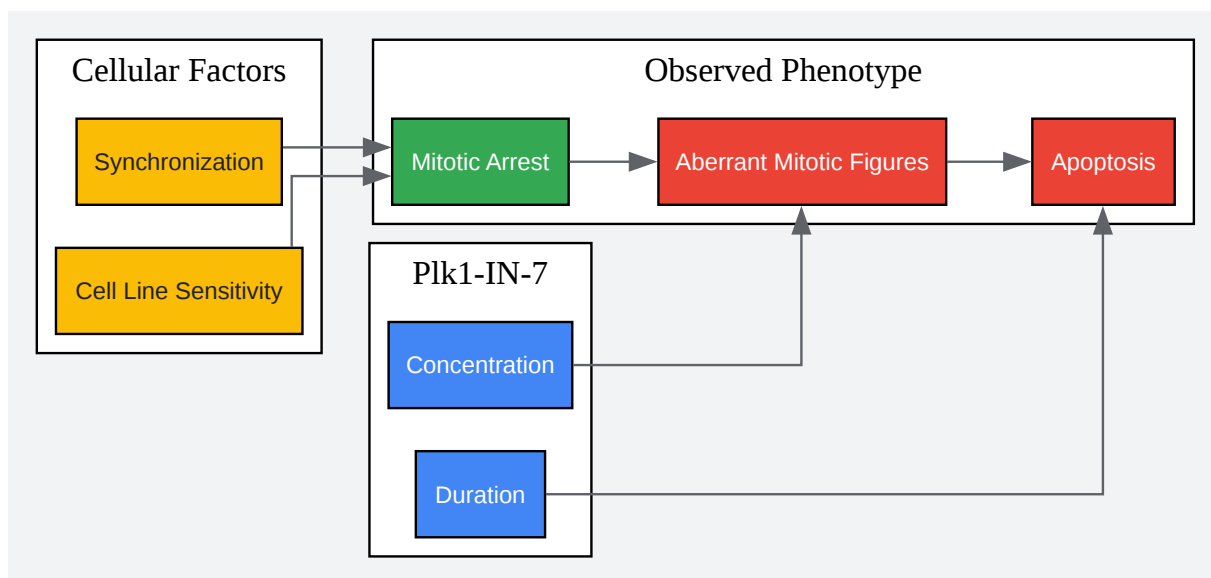 Cellular Factors
Synchronization
Cell Line Sensitivity
Observed Phenotype
Mitotic Arrest
Aberrant Mitotic Figures
Apoptosis
Plk1-IN-7
Concentration
Duration